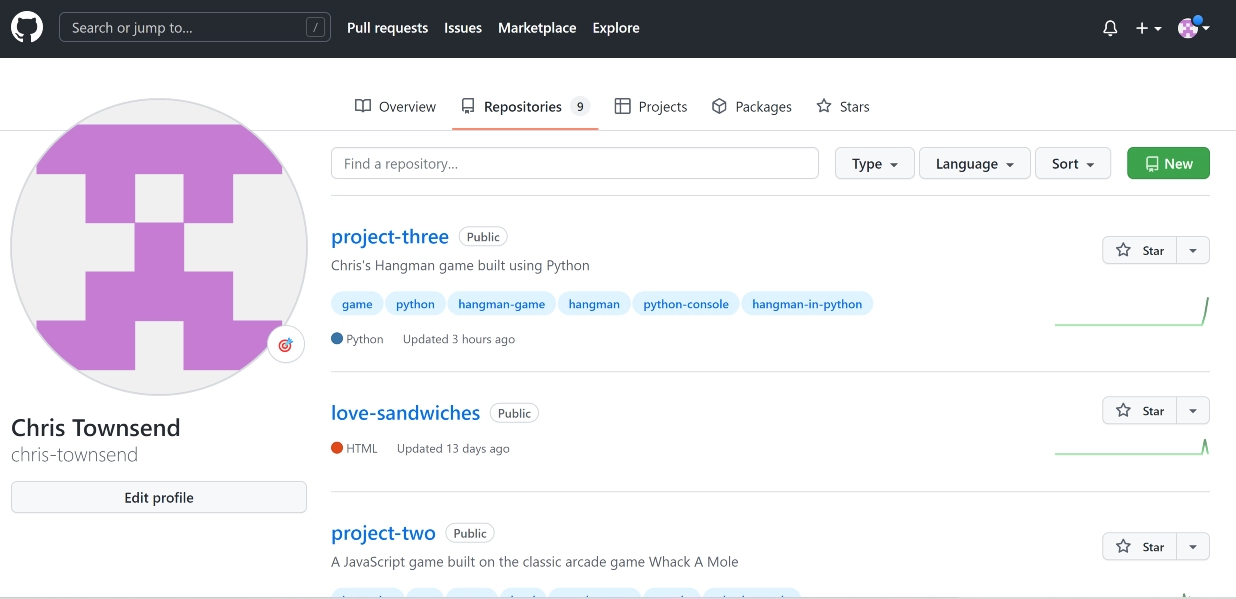 Search or jump to... / Pull requests Issues Marketplace Explore
Overview Repositories 9 Projects Packages Stars
Find a repository... Type Language Sort New
project-three Public
Star
Chris's Hangman game built using Python
game python hangman-game hangman python-console hangman-in-python
Python Updated 3 hours ago
love-sandwiches Public
Star
HTML Updated 13 days ago
project-two Public
Star
A JavaScript game built on the classic arcade game Whack A Mole
Chris Townsend
chris-townsend
Edit profile